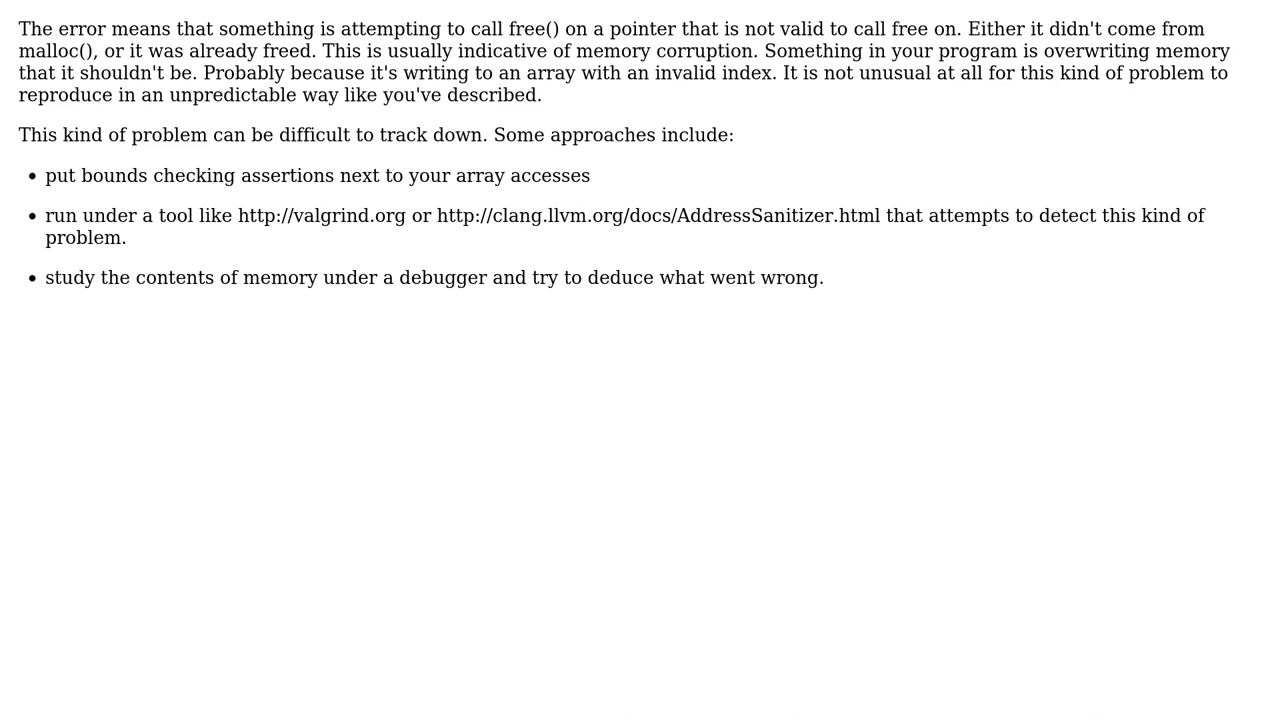 The error means that something is attempting to call free() on a pointer that is not valid to call free on. Either it didn't come from
malloc(), or it was already freed. This is usually indicative of memory corruption. Something in your program is overwriting memory
that it shouldn't be. Probably because it's writing to an array with an invalid index. It is not unusual at all for this kind of problem to
reproduce in an unpredictable way like you've described.
This kind of problem can be difficult to track down. Some approaches include:
• put bounds checking assertions next to your array accesses
• run under a tool like http://valgrind.org or http://clang.llvm.org/docs/AddressSanitizer.html that attempts to detect this kind of
problem.
• study the contents of memory under a debugger and try to deduce what went wrong.